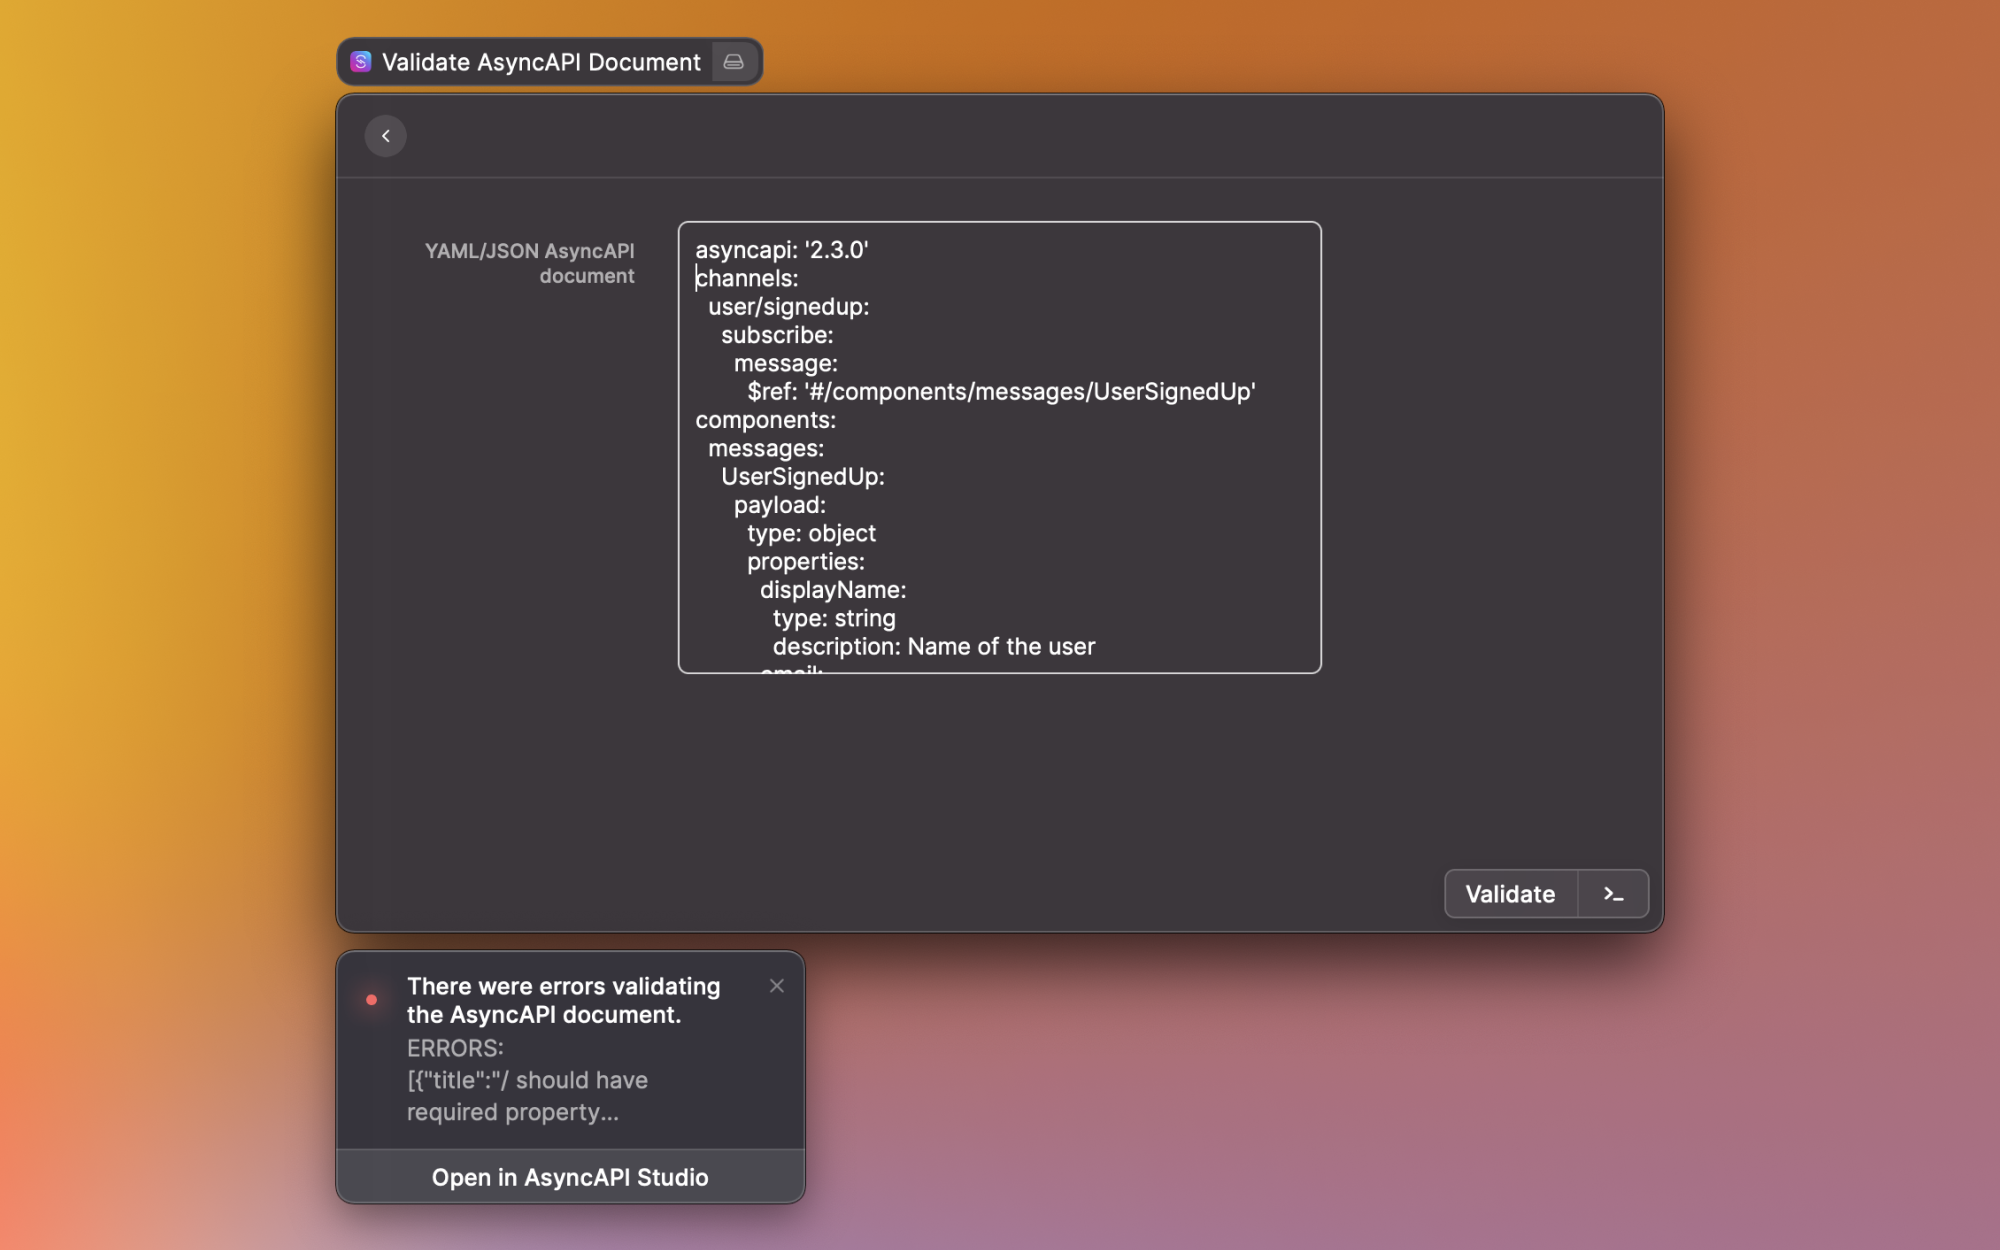 Validate AsyncAPI Document
YAML/JSON AsyncAPI
document
asyncapi: '2.3.0'
channels:
  user/signedup:
    subscribe:
      message:
        $ref: '#/components/messages/UserSignedUp'
components:
  messages:
    UserSignedUp:
      payload:
        type: object
        properties:
          displayName:
            type: string
            description: Name of the user
          email:
Validate
There were errors validating
the AsyncAPI document.
ERRORS:
[{"title":"/ should have
required property...
Open in AsyncAPI Studio